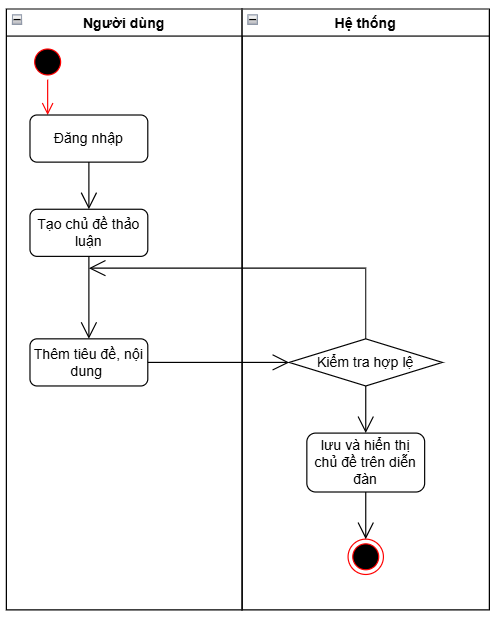 Người dùng
Hệ thống
Đăng nhập
Tạo chủ đề thảo
luận
Thêm tiêu đề, nội
dung
Kiểm tra hợp lệ
lưu và hiển thị
chủ đề trên diễn
đàn